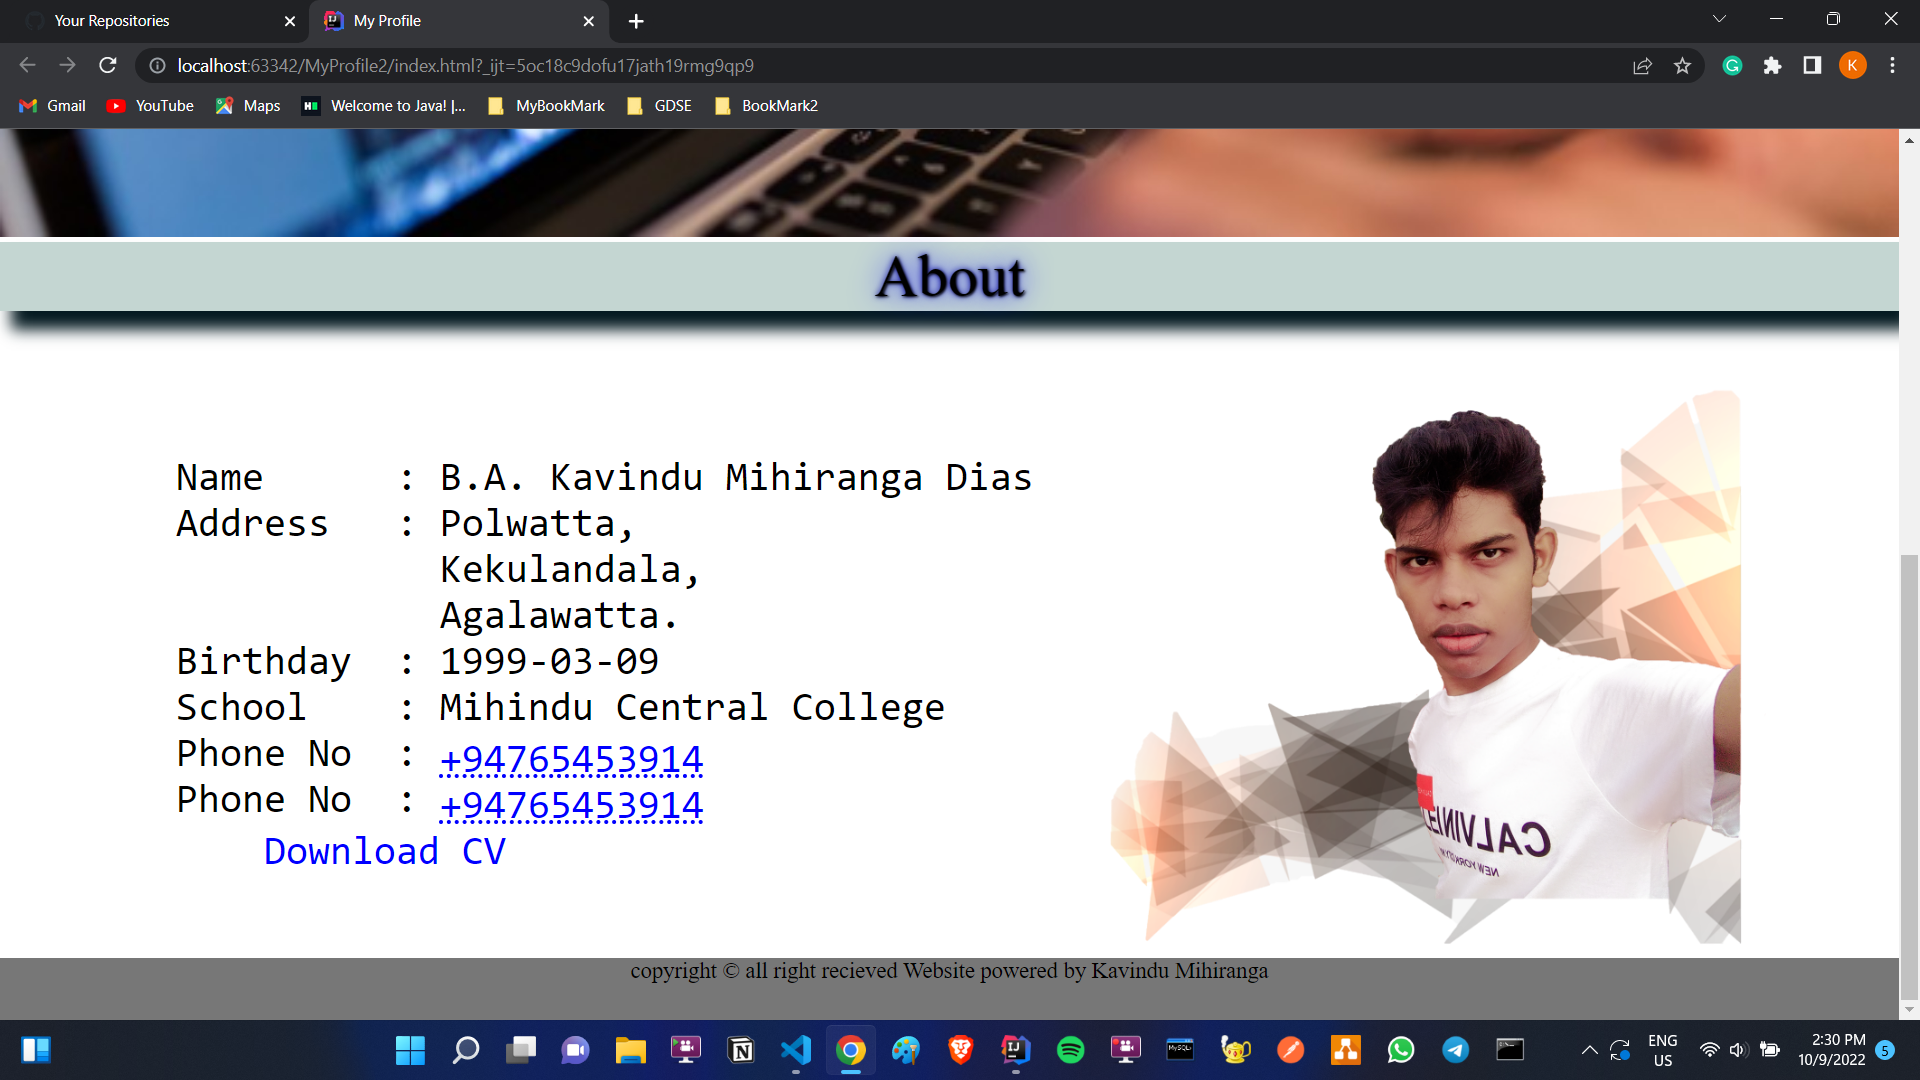 Your Repositories
My Profile
localhost:63342/MyProfile2/index.html?_ijt=5oc18c9dofu17jath19rmg9qp9
K
Gmail YouTube Maps Welcome to Java! |... MyBookMark GDSE BookMark2
About
Name : B.A. Kavindu Mihiranga Dias
Address : Polwatta,
Kekulandala,
Agalawatta.
Birthday : 1999-03-09
School : Mihindu Central College
Phone No : +94765453914
Phone No : +94765453914
Download CV
CALVIN
NEW YORK
copyright © all right recieved Website powered by Kavindu Mihiranga
ENG
US
2:30 PM
10/9/2022
5